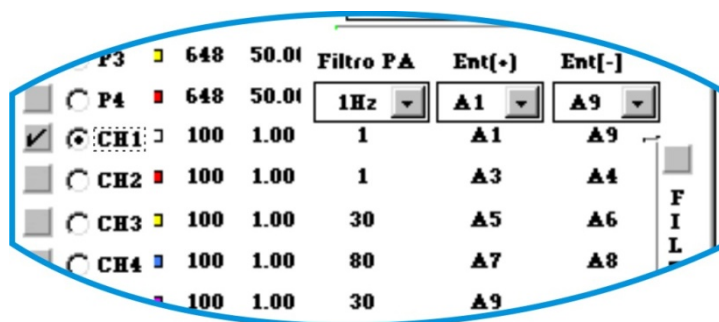 P3 648 50.00 Filtro PA Ent(+) Ent[-]
P4 648 50.00 1Hz A1 A9
CH1 100 1.00 1 A1 A9
CH2 100 1.00 1 A3 A4
CH3 100 1.00 30 A5 A6
CH4 100 1.00 80 A7 A8
100 1.00 30 A9
F
I
L